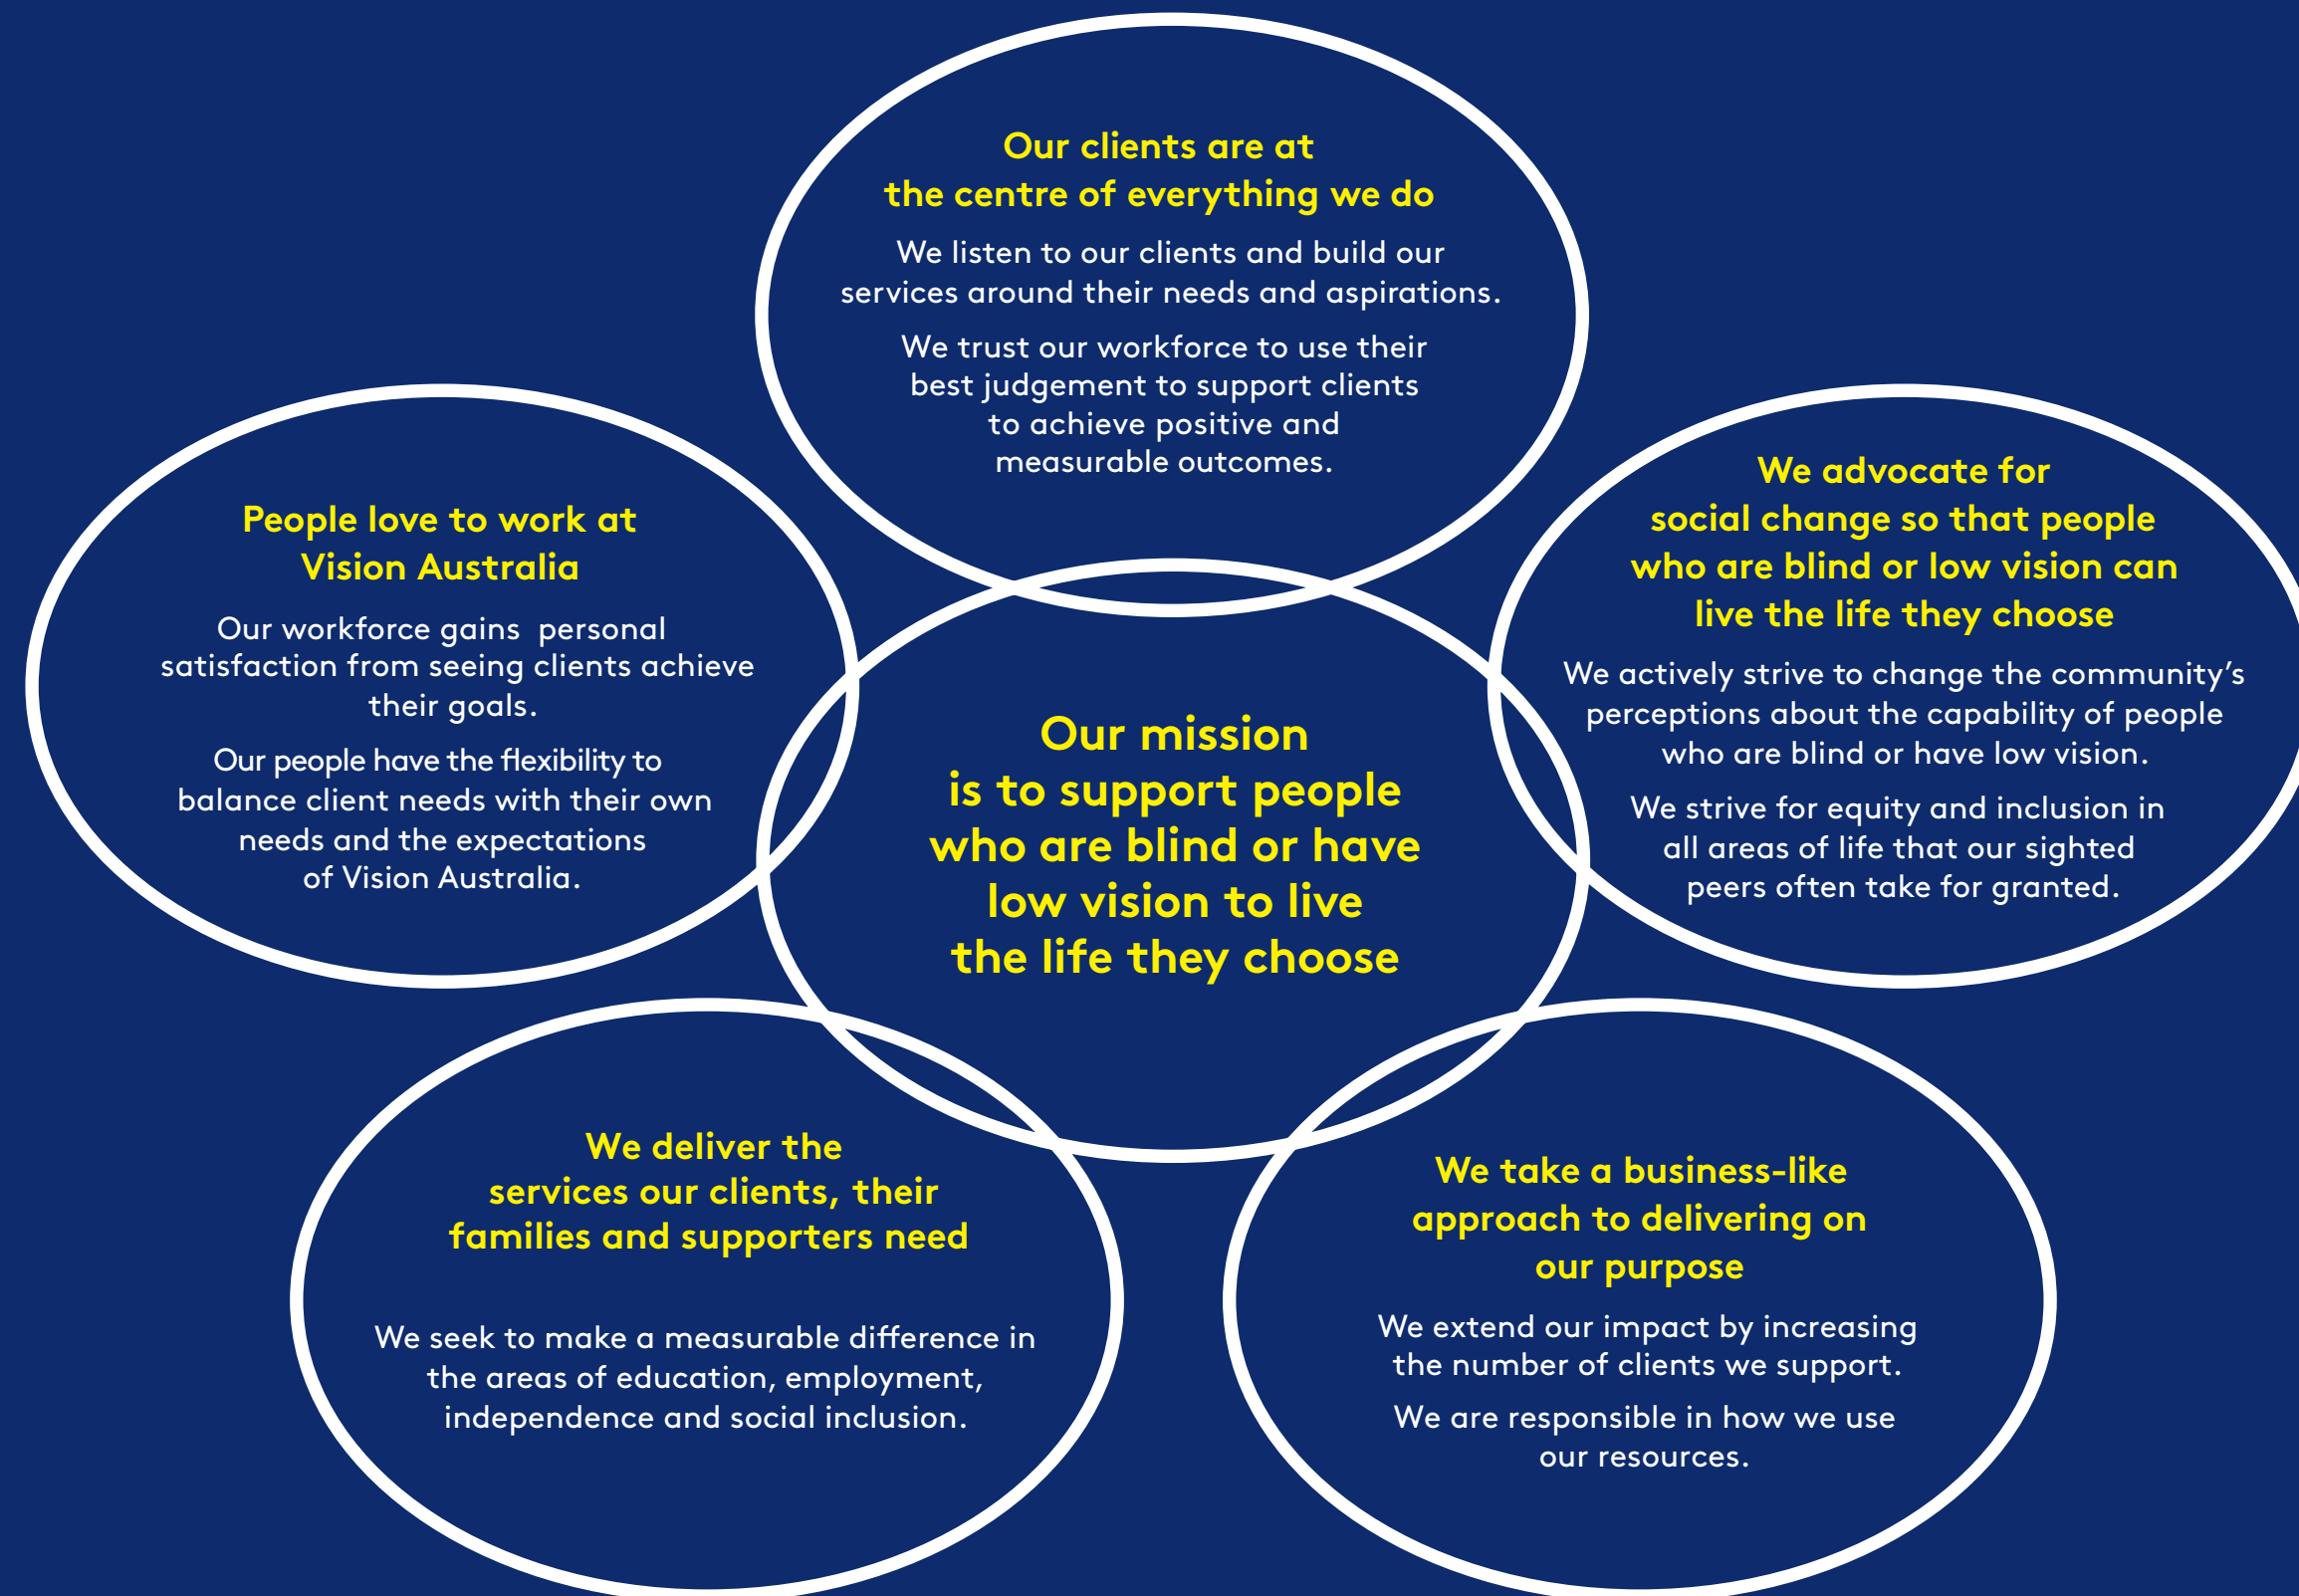 Our clients are at
the centre of everything we do
We listen to our clients and build our
services around their needs and aspirations.
We trust our workforce to use their
best judgement to support clients
to achieve positive and
measurable outcomes.
People love to work at
Vision Australia
Our workforce gains personal
satisfaction from seeing clients achieve
their goals.
Our people have the flexibility to
balance client needs with their own
needs and the expectations
of Vision Australia.
Our mission
is to support people
who are blind or have
low vision to live
the life they choose
We advocate for
social change so that people
who are blind or low vision can
live the life they choose
We actively strive to change the community’s
perceptions about the capability of people
who are blind or have low vision.
We strive for equity and inclusion in
all areas of life that our sighted
peers often take for granted.
We deliver the
services our clients, their
families and supporters need
We seek to make a measurable difference in
the areas of education, employment,
independence and social inclusion.
We take a business-like
approach to delivering on
our purpose
We extend our impact by increasing
the number of clients we support.
We are responsible in how we use
our resources.